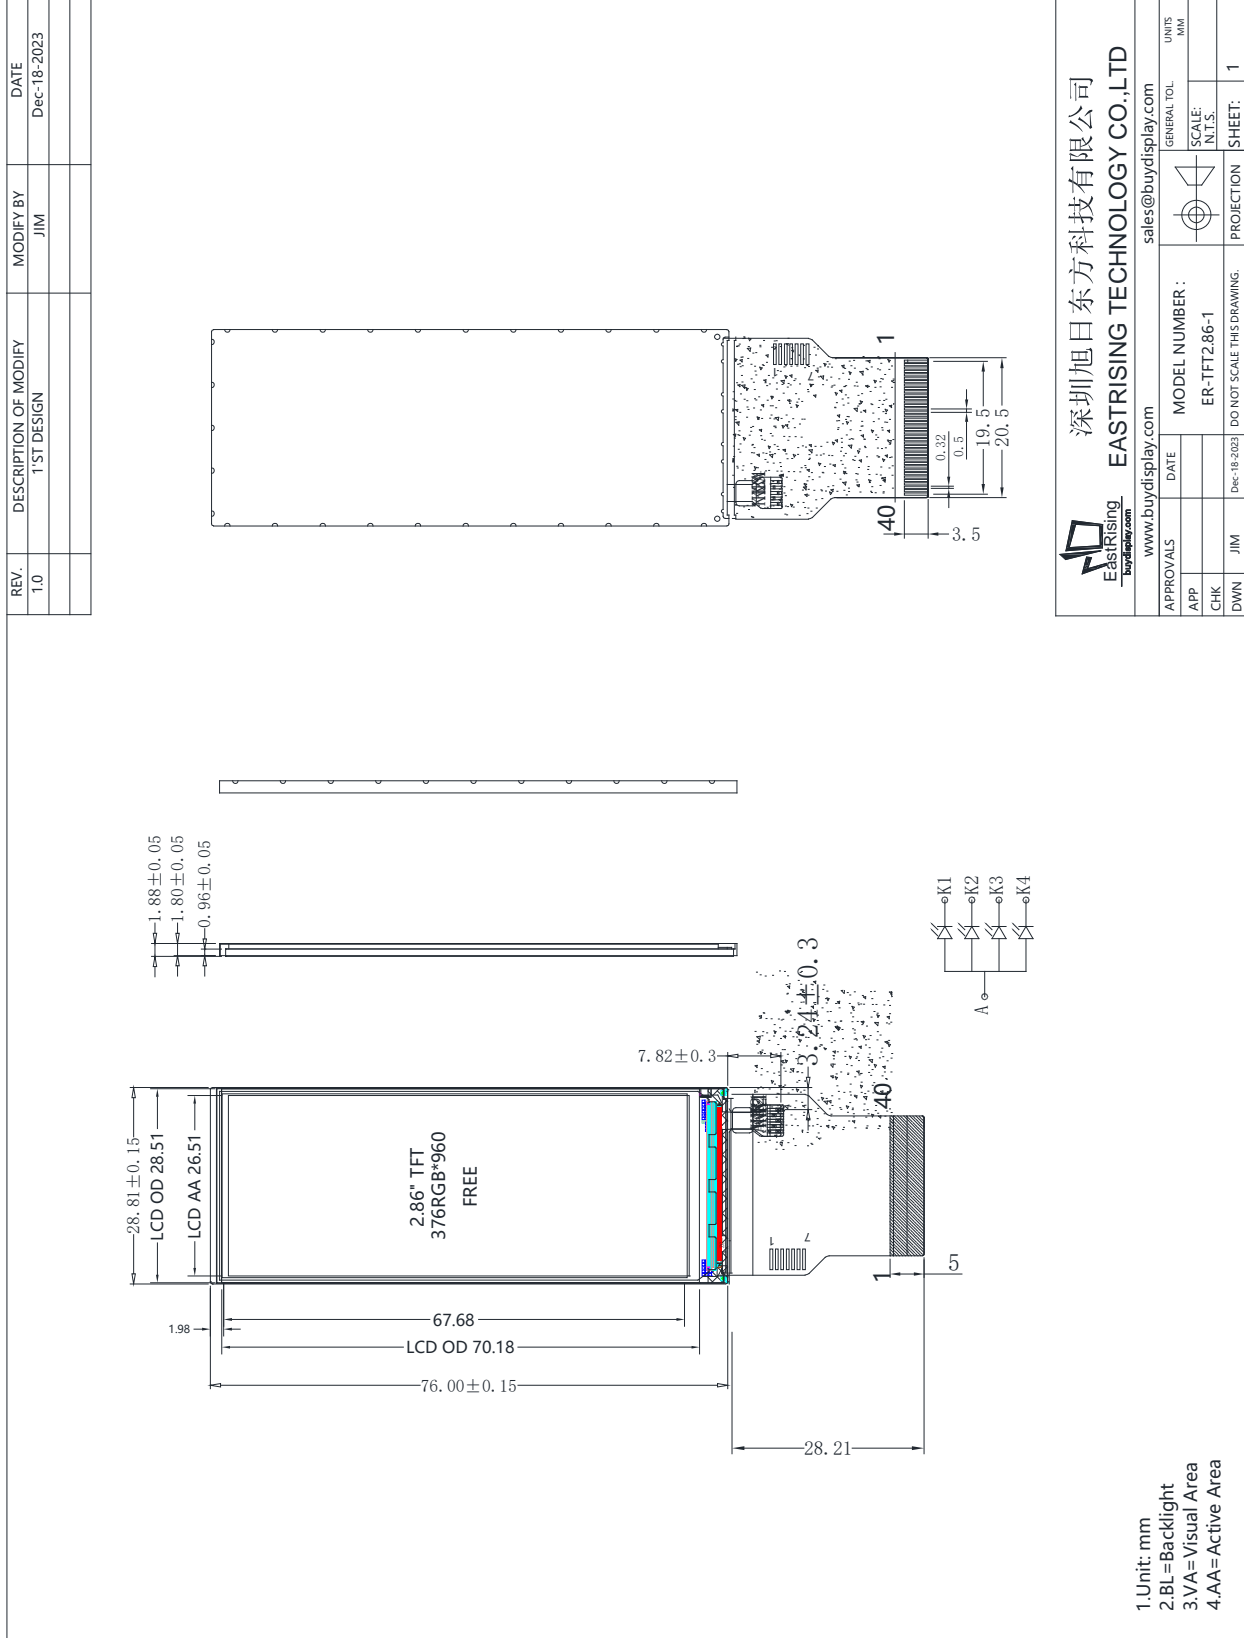 REV.
DESCRIPTION OF MODIFY
MODIFY BY
DATE
1.0
1'ST DESIGN
JIM
Dec-18-2023
28.81±0.15
LCD OD 28.51
LCD AA 26.51
1.88±0.05
1.80±0.05
0.96±0.05
1.98
67.68
LCD OD 70.18
76.00±0.15
28.21
2.86" TFT
376RGB*960
FREE
7.82±0.3
3.24±0.3
1
7
1
40
5
A
K1
K2
K3
K4
1
7
40
1
0.32
0.5
19.5
20.5
3.5
1.Unit: mm
2.BL=Backlight
3.VA=Visual Area
4.AA=Active Area
深圳旭日东方科技有限公司
EastRising
buydisplay.com
EASTRISING TECHNOLOGY CO.,LTD
www.buydisplay.com
sales@buydisplay.com
APPROVALS
DATE
MODEL NUMBER :
ER-TFT2.86-1
GENERAL TOL.
UNITS
MM
APP
CHK
SCALE:
N.T.S.
DWN
JIM
Dec-18-2023
DO NOT SCALE THIS DRAWING.
PROJECTION
SHEET:
1